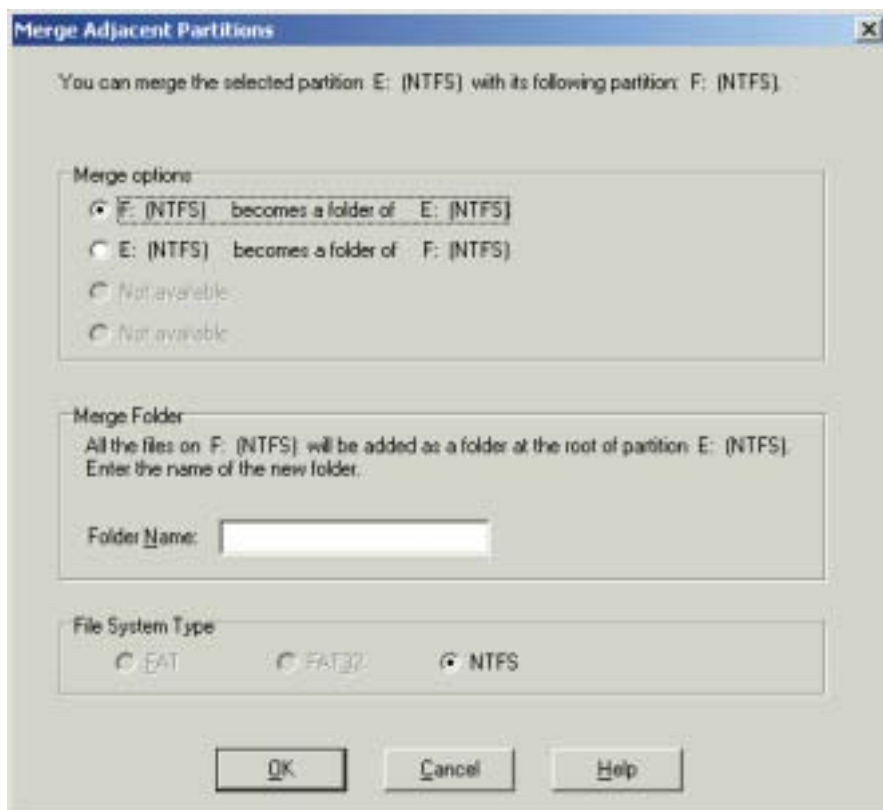 Merge Adjacent Partitions
You can merge the selected partition E: (NTFS) with its following partition: F: (NTFS).
Merge options
F: (NTFS) becomes a folder of E: (NTFS)
E: (NTFS) becomes a folder of F: (NTFS)
Not available
Not available
Merge Folder
All the files on F: (NTFS) will be added as a folder at the root of partition E: (NTFS).
Enter the name of the new folder.
Folder Name:
File System Type
FAT FAT32 NTFS
OK Cancel Help